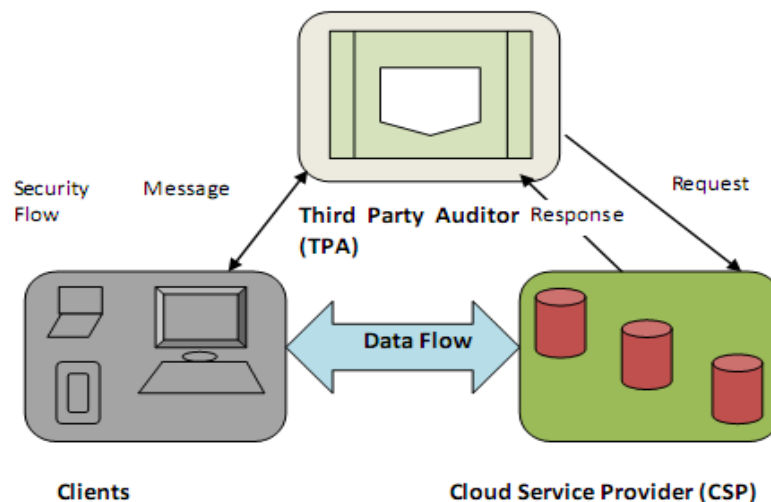 Security
Flow
Message
Request
Third Party Auditor
(TPA)
Response
Data Flow
Clients
Cloud Service Provider (CSP)